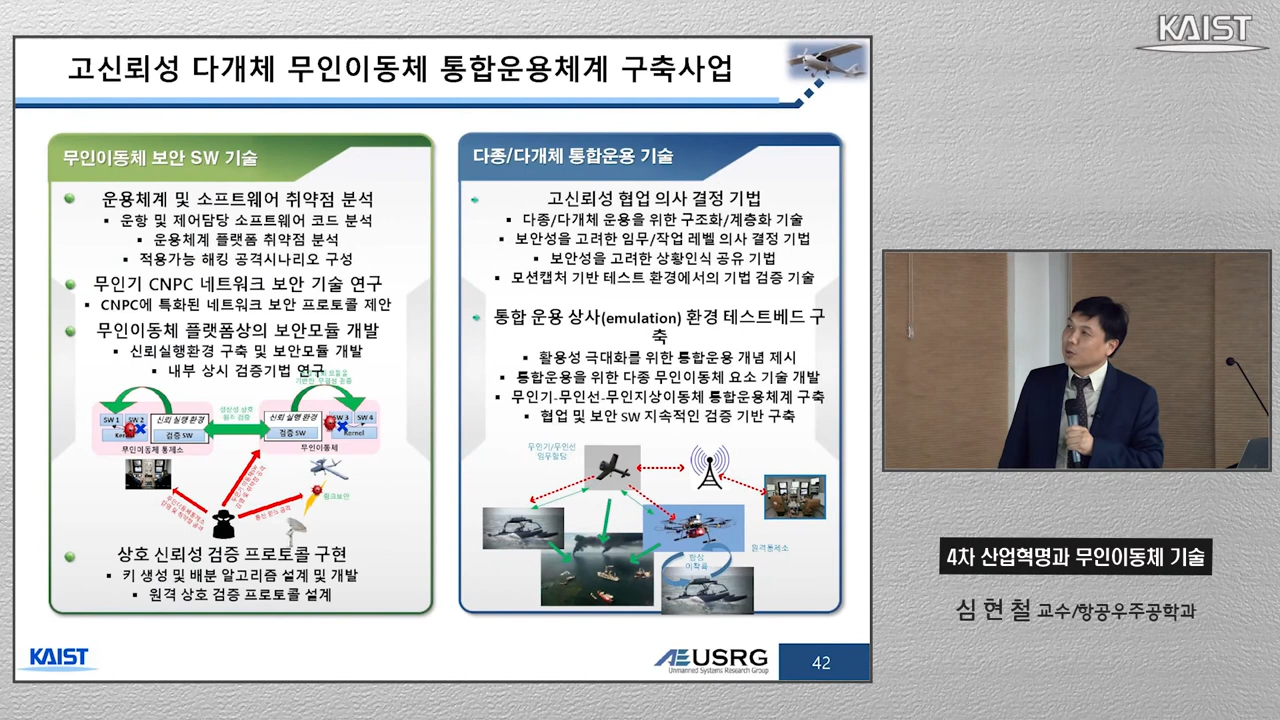 KAIST
고신뢰성 다개체 무인이동체 통합운용체계 구축사업
무인이동체 보안 SW 기술
운용체계 및 소프트웨어 취약점 분석
운항 및 제어담당 소프트웨어 코드 분석
운용체계 플랫폼 취약점 분석
적용가능 해킹 공격시나리오 구성
무인기 CNPC 네트워크 보안 기술 연구
CNPC에 특화된 네트워크 보안 프로토콜 제안
무인이동체 플랫폼상의 보안모듈 개발
신뢰실행환경 구축 및 보안모듈 개발
내부 상시 검증기법 연구
SW 1
신뢰 실행 환경
검증 SW
무인이동체 통제소
신뢰 실행 환경
검증 SW
SW 3
SW 4
Kernel
무인이동체
링크보안
상호 신뢰성 검증 프로토콜 구현
키 생성 및 배분 알고리즘 설계 및 개발
원격 상호 검증 프로토콜 설계
다종/다개체 통합운용 기술
고신뢰성 협업 의사 결정 기법
다종/다개체 운용을 위한 구조화/계층화 기술
보안성을 고려한 임무/작업 레벨 의사 결정 기법
보안성을 고려한 상황인식 공유 기법
모션캡처 기반 테스트 환경에서의 기법 검증 기술
통합 운용 상사(emulation) 환경 테스트베드 구
축
활용성 극대화를 위한 통합운용 개념 제시
통합운용을 위한 다종 무인이동체 요소 기술 개발
무인기-무인선-무인지상이동체 통합운용체계 구축
협업 및 보안 SW 지속적인 검증 기반 구축
무인기/무인선
임무할당
원격통제소
함상
이착륙
KAIST
USRG
Unmanned Systems Research Group
42
4차 산업혁명과 무인이동체 기술
심현철 교수/항공우주공학과